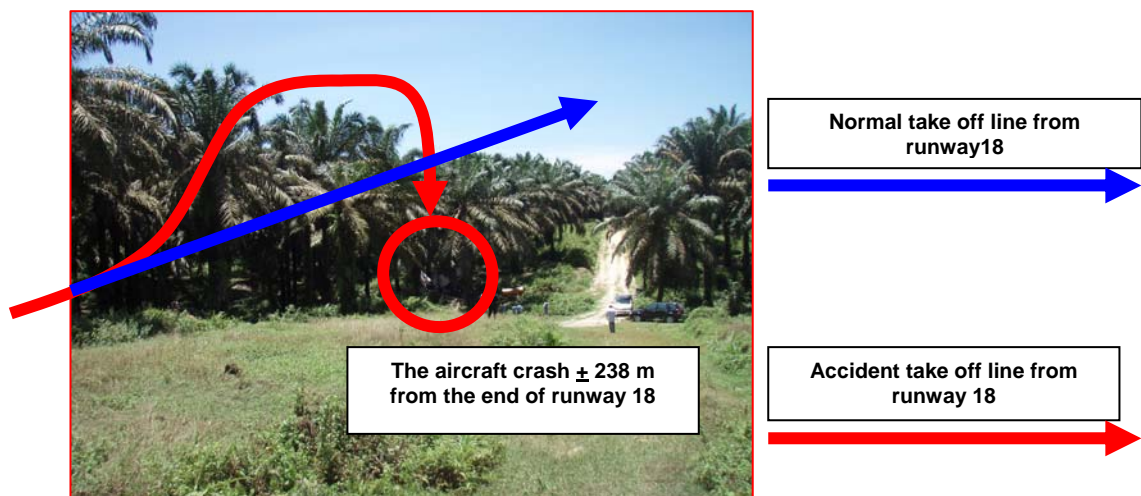 Normal take off line from
runway18
The aircraft crash ± 238 m
from the end of runway 18
Accident take off line from
runway 18